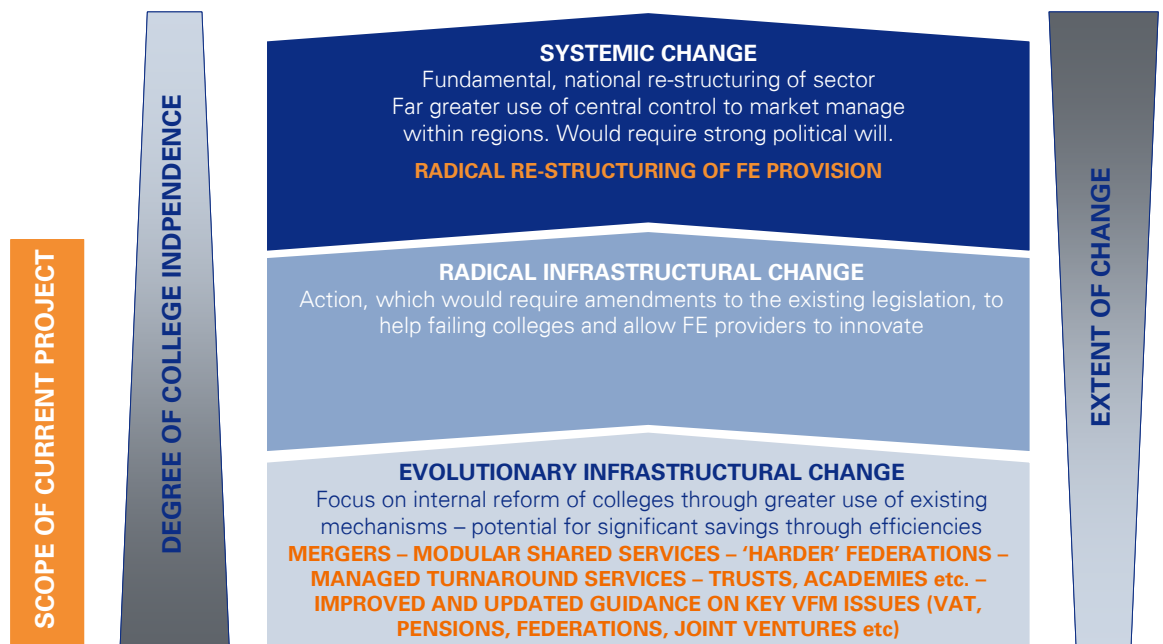 SYSTEMIC CHANGE
Fundamental, national re-structuring of sector
Far greater use of central control to market manage
within regions. Would require strong political will.
RADICAL RE-STRUCTURING OF FE PROVISION
RADICAL INFRASTRUCTURAL CHANGE
Action, which would require amendments to the existing legislation, to
help failing colleges and allow FE providers to innovate
EVOLUTIONARY INFRASTRUCTURAL CHANGE
Focus on internal reform of colleges through greater use of existing
mechanisms – potential for significant savings through efficiencies
MERGERS – MODULAR SHARED SERVICES – ‘HARDER’ FEDERATIONS –
MANAGED TURNAROUND SERVICES – TRUSTS, ACADEMIES etc. –
IMPROVED AND UPDATED GUIDANCE ON KEY VFM ISSUES (VAT,
PENSIONS, FEDERATIONS, JOINT VENTURES etc)
SCOPE OF CURRENT PROJECT
DEGREE OF COLLEGE INDPENDENCE
EXTENT OF CHANGE